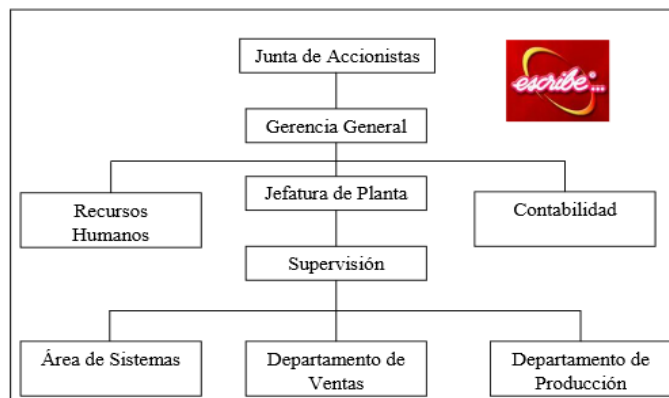 Junta de Accionistas
escribe®...
Gerencia General
Recursos
Humanos
Jefatura de Planta
Contabilidad
Supervisión
Área de Sistemas
Departamento de
Ventas
Departamento de
Producción